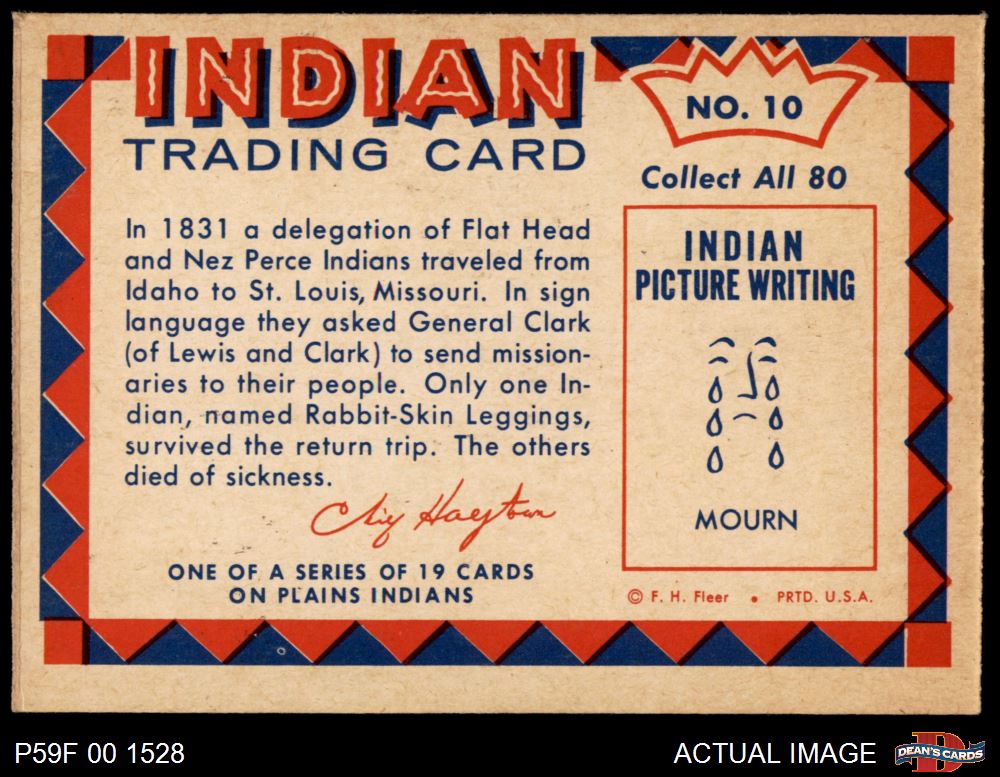 INDIAN
TRADING CARD
NO. 10
Collect All 80
In 1831 a delegation of Flat Head
and Nez Perce Indians traveled from
Idaho to St. Louis, Missouri. In sign
language they asked General Clark
(of Lewis and Clark) to send mission-
aries to their people. Only one In-
dian, named Rabbit-Skin Leggings,
survived the return trip. The others
died of sickness.
Chief Hagstrom
ONE OF A SERIES OF 19 CARDS
ON PLAINS INDIANS
INDIAN
PICTURE WRITING
MOURN
© F. H. Fleer • PRTD. U.S.A.
P59F 00 1528
ACTUAL IMAGE
D
DEAN'S CARDS